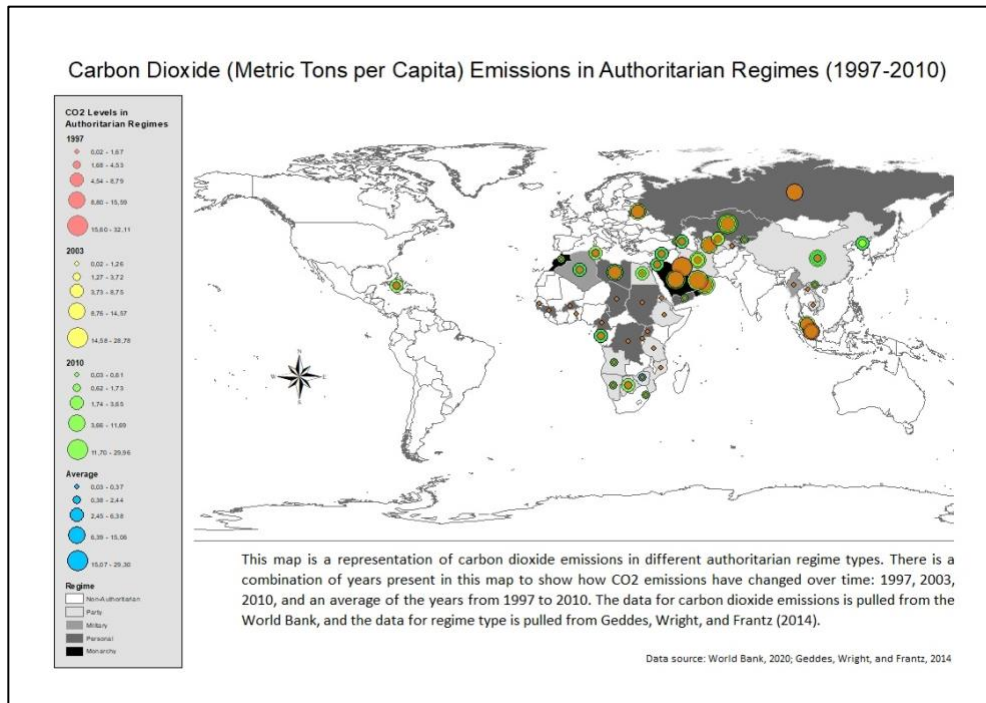 Carbon Dioxide (Metric Tons per Capita) Emissions in Authoritarian Regimes (1997-2010)
CO2 Levels in
Authoritarian Regimes
1997
0,02 - 1,67
1,68 - 4,53
4,54 - 8,79
8,80 - 15,59
15,60 - 32,11
2003
0,02 - 1,26
1,27 - 3,72
3,73 - 8,75
8,76 - 14,57
14,58 - 28,78
2010
0,03 - 0,61
0,62 - 1,73
1,74 - 3,65
3,66 - 11,69
11,70 - 29,96
Average
0,03 - 0,37
0,38 - 2,44
2,45 - 6,38
6,39 - 15,06
15,07 - 29,30
Regime
Non-Authoritarian
Party
Military
Personal
Monarchy
N
W
E
S
This map is a representation of carbon dioxide emissions in different authoritarian regime types. There is a
combination of years present in this map to show how CO2 emissions have changed over time: 1997, 2003,
2010, and an average of the years from 1997 to 2010. The data for carbon dioxide emissions is pulled from the
World Bank, and the data for regime type is pulled from Geddes, Wright, and Frantz (2014).
Data source: World Bank, 2020; Geddes, Wright, and Frantz, 2014